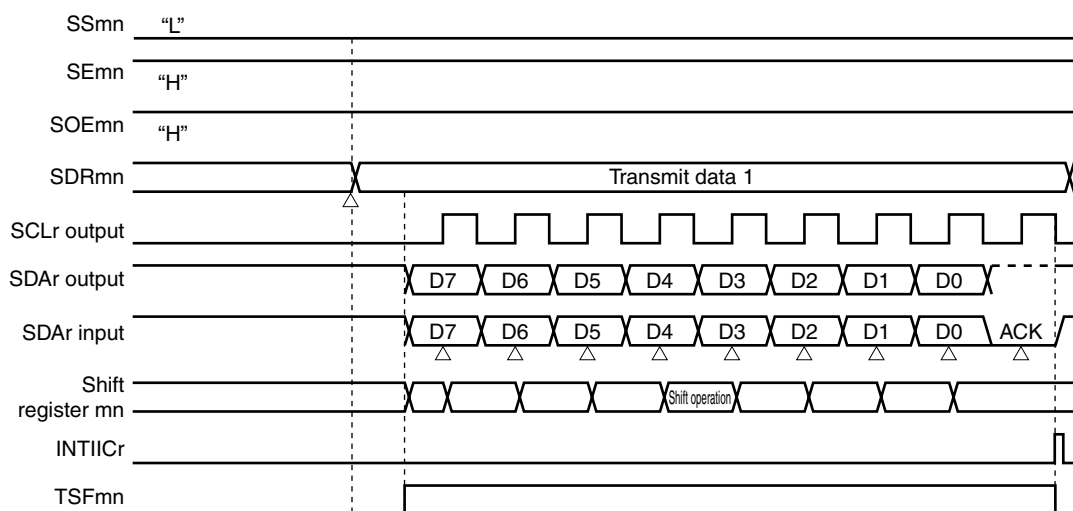 SSmn “L”
SEmn “H”
SOEmn “H”
SDRmn Transmit data 1
SCLr output
SDAr output D7 D6 D5 D4 D3 D2 D1 D0
SDAr input D7 D6 D5 D4 D3 D2 D1 D0 ACK
Shift
register mn Shift operation
INTIICr
TSFmn